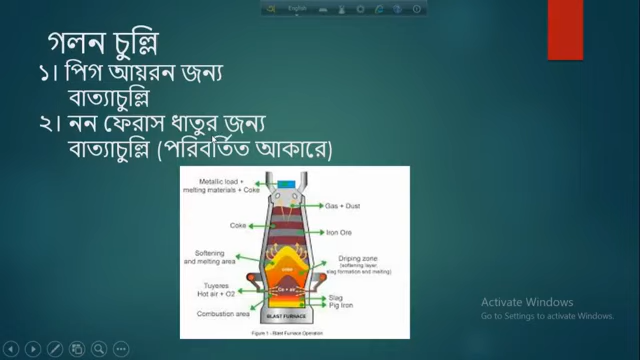 English
গলন চুল্লি
১। পিগ আয়রন জন্য
বাত্যাচুল্লি
২। নন ফেরাস ধাতুর জন্য
বাত্যাচুল্লি (পরিবর্তিত আকারে)
Metallic load +
melting materials + Coke
Gas + Dust
Coke
Iron Ore
Softening
and melting area
Driping zone
(softening layer,
slag formation and melting)
Tuyeres
Hot air + O2
Slag
Pig Iron
Combustion area
BLAST FURNACE
Figure 1 - Blast Furnace Operation
Activate Windows
Go to Settings to activate Windows.